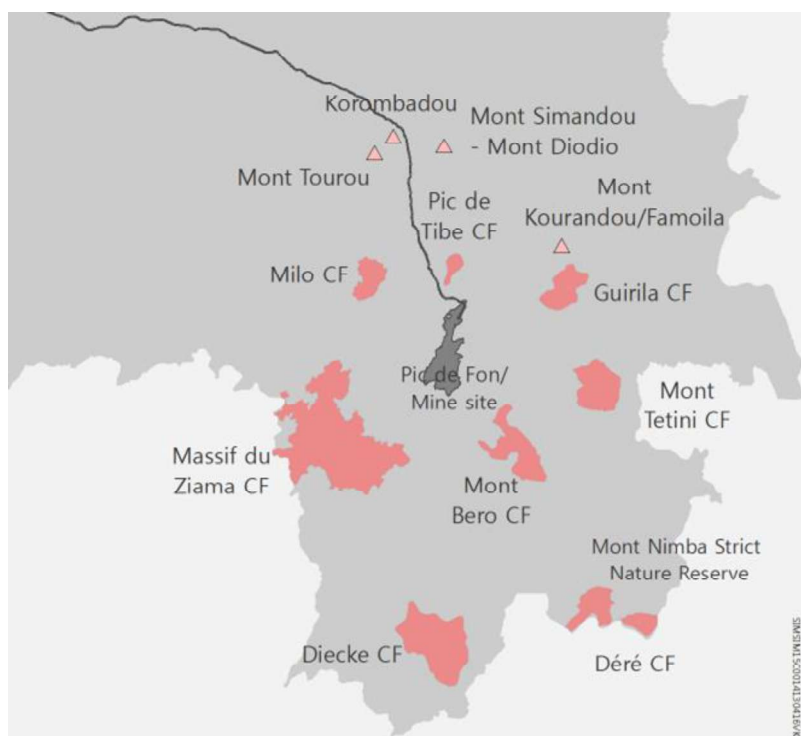 Korombadou
Mont Simandou
- Mont Diodio
Mont Tourou
Pic de
Tibe CF
Mont
Kourandou/Famoila
Milo CF
Guirila CF
Pic de Fon/
Mine site
Mont
Tetini CF
Massif du
Ziama CF
Mont
Bero CF
Mont Nimba Strict
Nature Reserve
Diecke CF
Déré CF